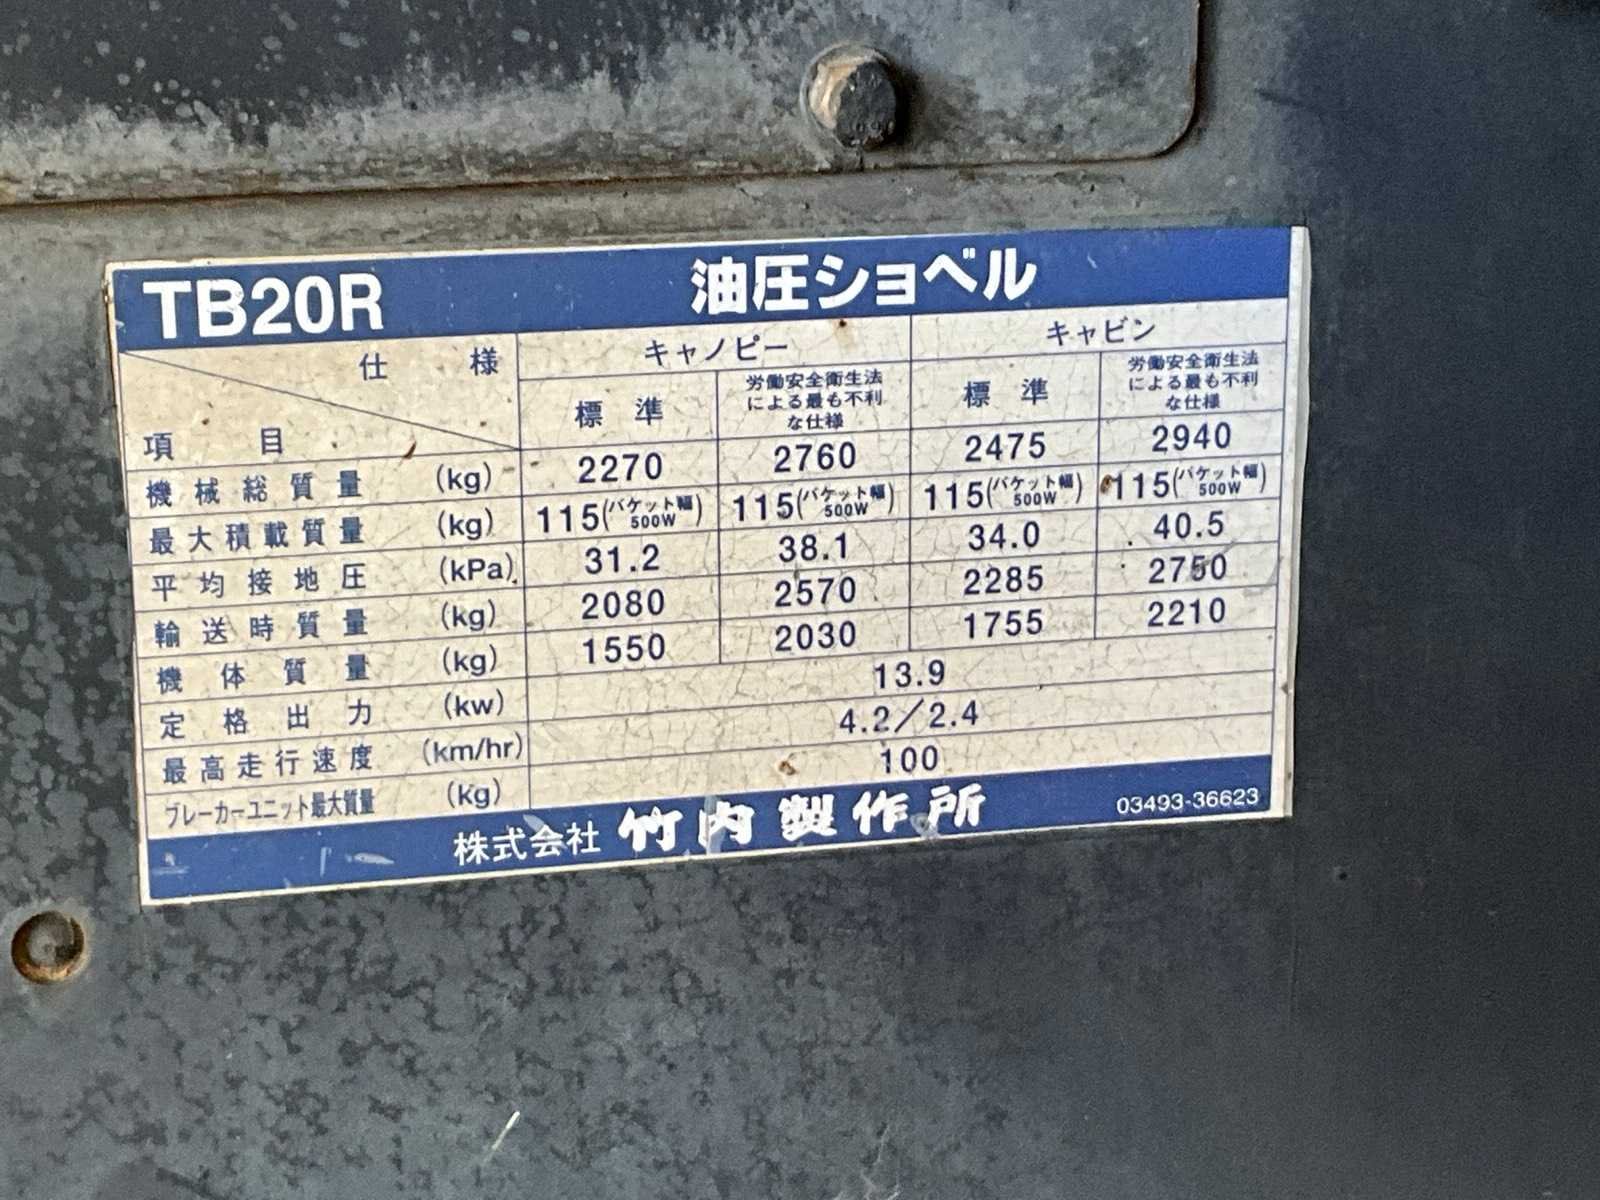 TB20R 油圧ショベル
仕様 キャノピー キャビン
項目 標準 労働安全衛生法による最も不利な仕様 標準 労働安全衛生法による最も不利な仕様
機械総質量 (kg) 2270 2760 2475 2940
最大積載質量 (kg) 115(バケット幅500W) 115(バケット幅500W) 115(バケット幅500W) 115(バケット幅500W)
平均接地圧 (kPa) 31.2 38.1 34.0 40.5
輸送時質量 (kg) 2080 2570 2285 2750
機体質量 (kg) 1550 2030 1755 2210
定格出力 (kw) 13.9
最高走行速度 (km/hr) 4.2/2.4
ブレーカーユニット最大質量 (kg) 100
株式会社 竹内製作所 03493-36623